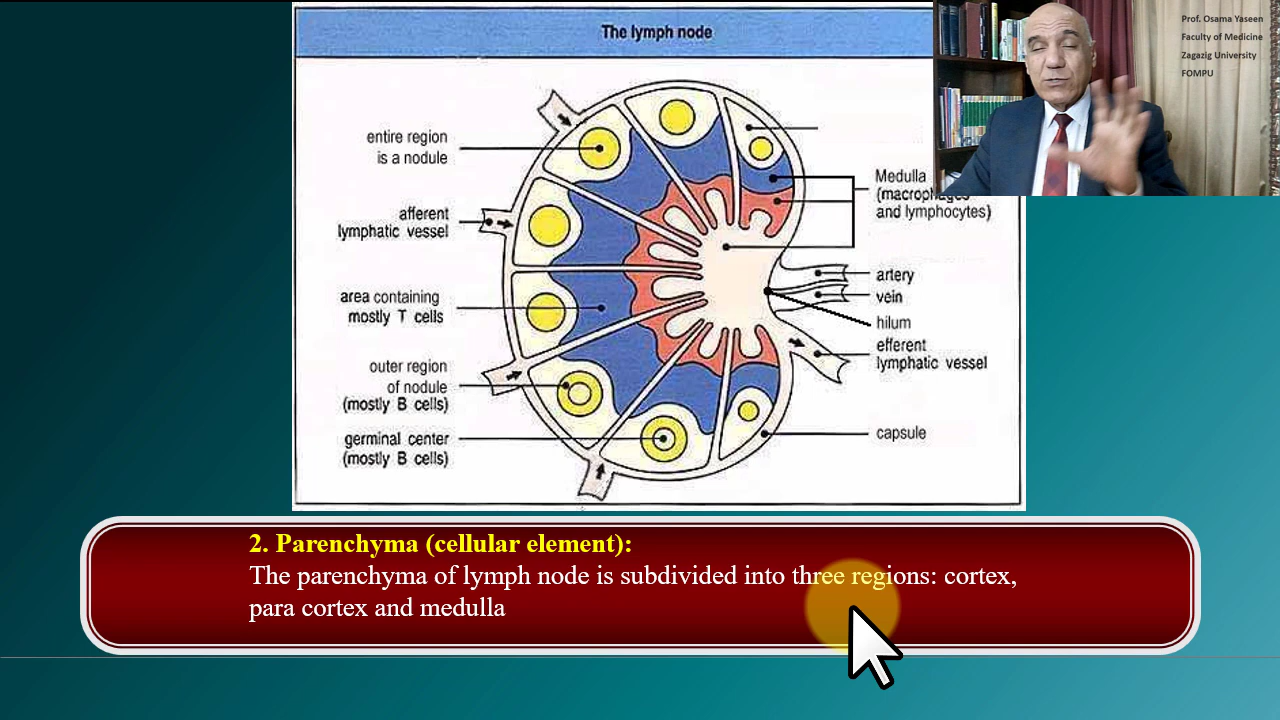 The lymph node
Prof. Osama Yaseen
Faculty of Medicine
Zagazig University
FOMPU
entire region
is a nodule
afferent
lymphatic vessel
area containing
mostly T cells
outer region
of nodule
(mostly B cells)
germinal center
(mostly B cells)
Medulla
(macrophages
and lymphocytes)
artery
vein
hilum
efferent
lymphatic vessel
capsule
2. Parenchyma (cellular element):
The parenchyma of lymph node is subdivided into three regions: cortex,
para cortex and medulla